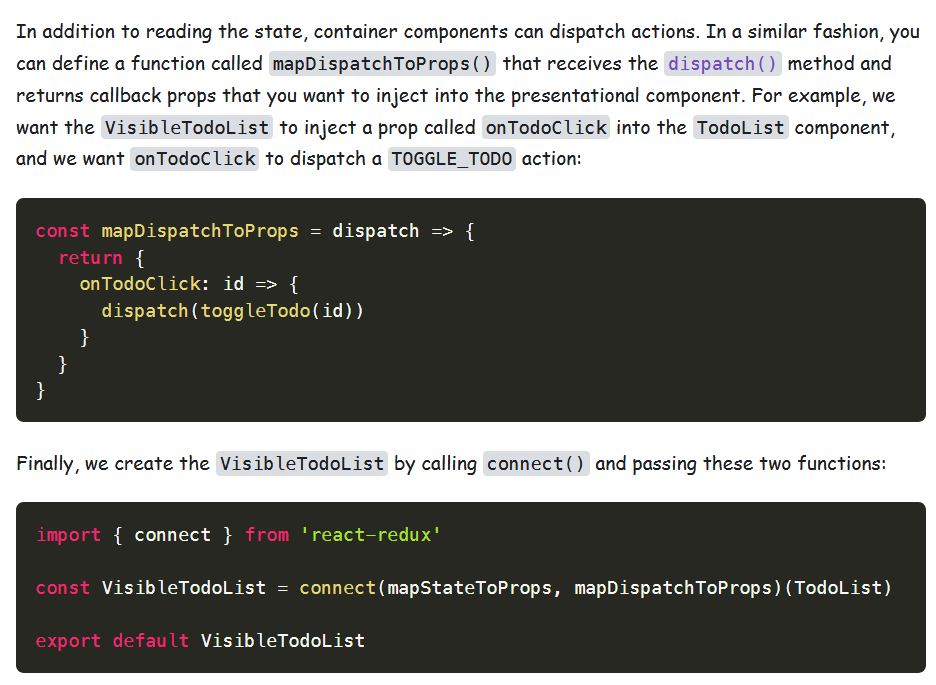 In addition to reading the state, container components can dispatch actions. In a similar fashion, you
can define a function called mapDispatchToProps() that receives the dispatch() method and
returns callback props that you want to inject into the presentational component. For example, we
want the VisibleTodoList to inject a prop called onTodoClick into the TodoList component,
and we want onTodoClick to dispatch a TOGGLE_TODO action:
const mapDispatchToProps = dispatch => {
  return {
    onTodoClick: id => {
      dispatch(toggleTodo(id))
    }
  }
}
Finally, we create the VisibleTodoList by calling connect() and passing these two functions:
import { connect } from 'react-redux'
const VisibleTodoList = connect(mapStateToProps, mapDispatchToProps)(TodoList)
export default VisibleTodoList